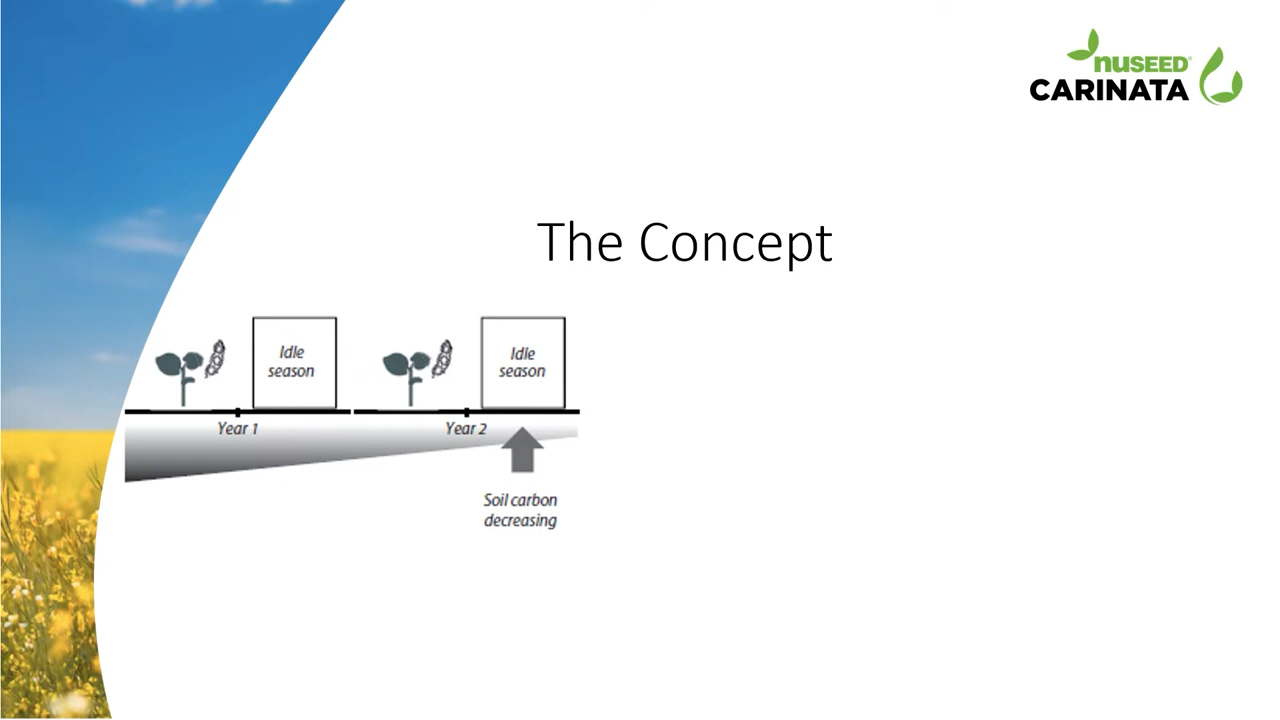 nuseed®
CARINATA
The Concept
Idle
season
Idle
season
Year 1
Year 2
Soil carbon
decreasing